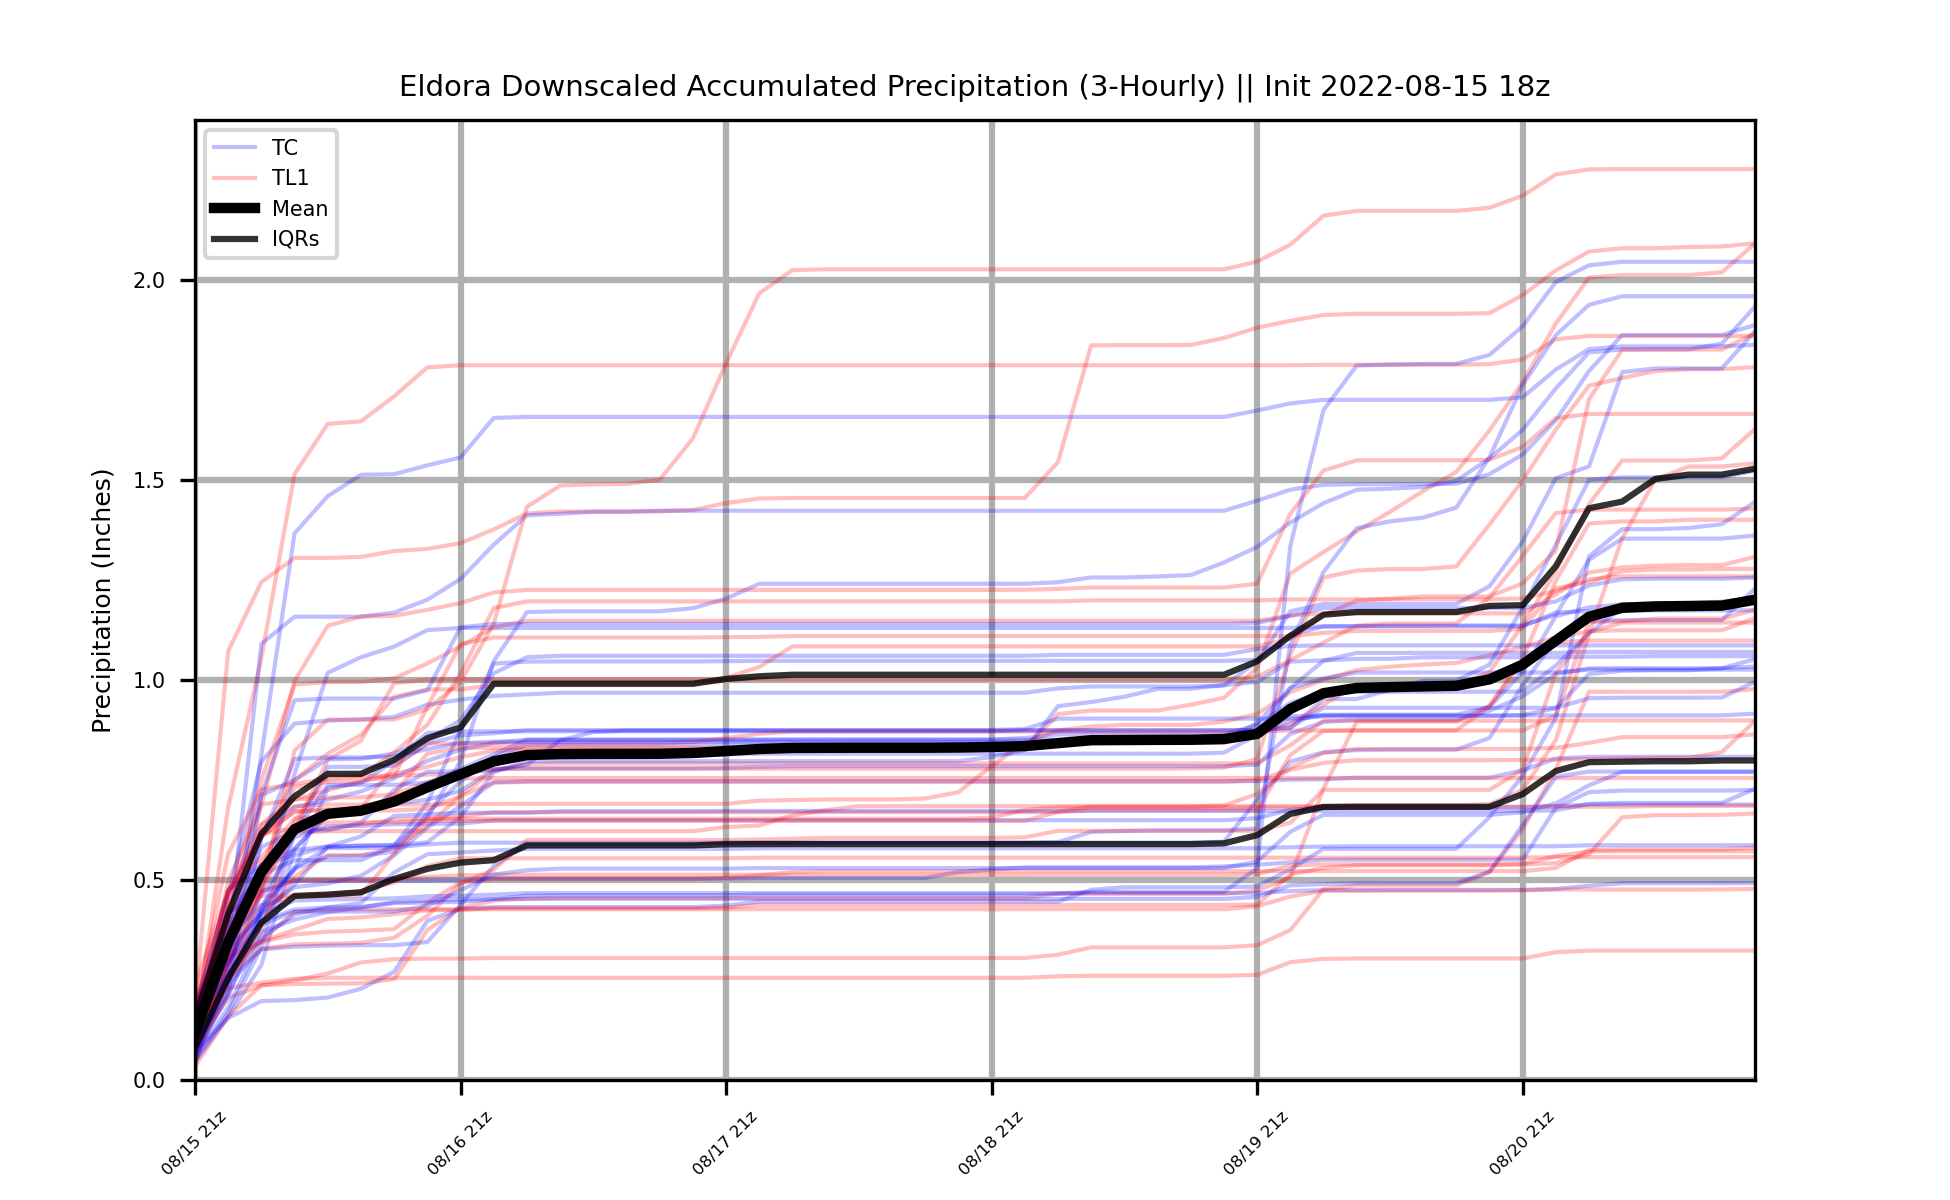 Eldora Downscaled Accumulated Precipitation (3-Hourly) || Init 2022-08-15 18z
TC
TL1
Mean
IQRs
Precipitation (Inches)
2.0
1.5
1.0
0.5
0.0
08/15 21z
08/16 21z
08/17 21z
08/18 21z
08/19 21z
08/20 21z